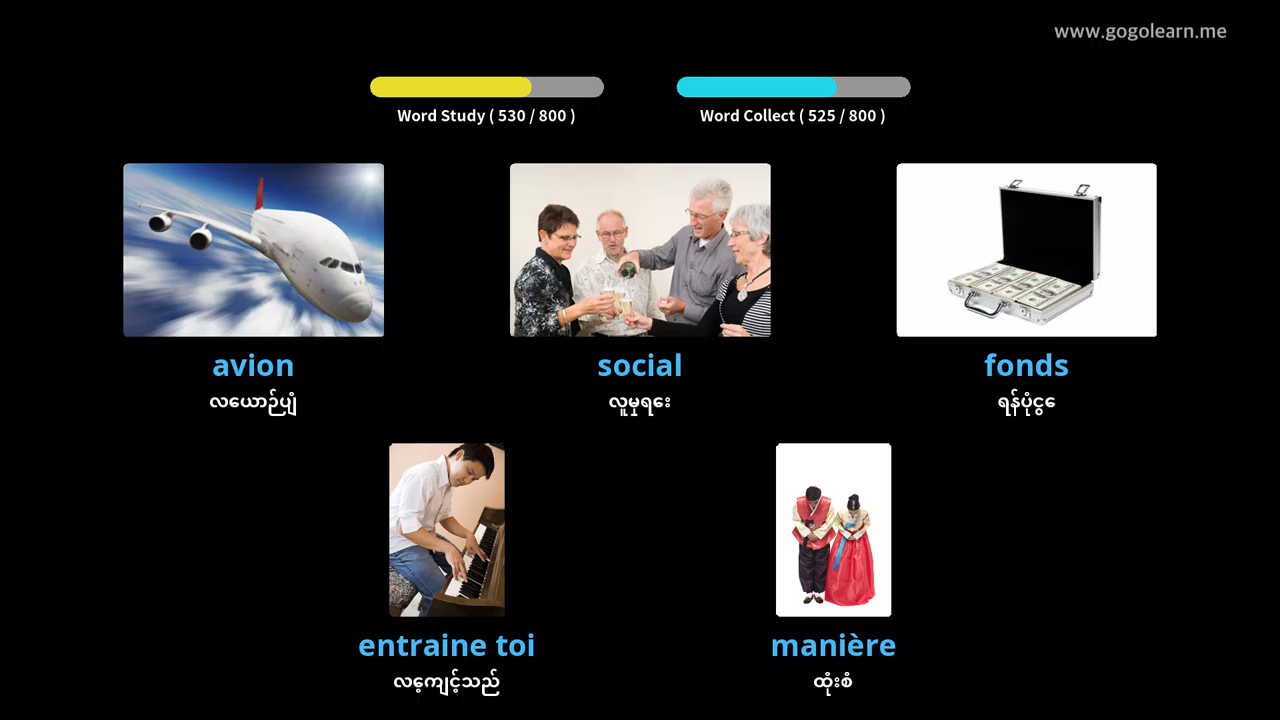 www.gogolearn.me
Word Study ( 530 / 800 )
Word Collect ( 525 / 800 )
avion
social
fonds
လေယာဉ်ပျံ
လူမှုရေး
ရန်ပုံငွေ
entraine toi
manière
လေ့ကျင့်သည်
ထုံးစံ